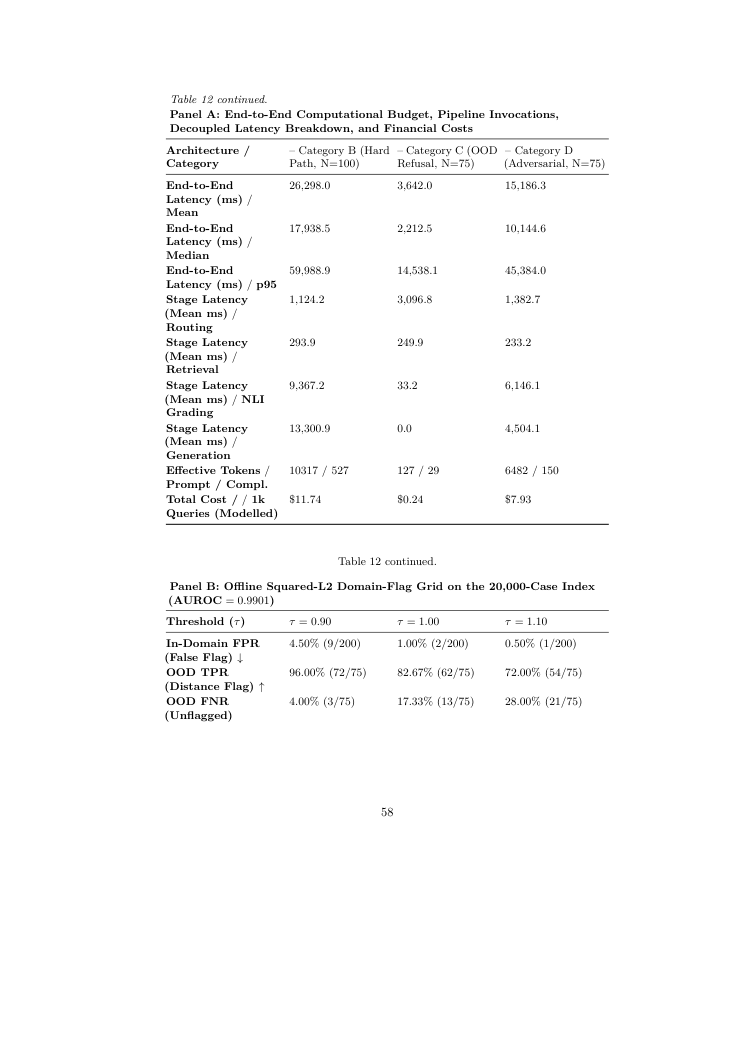 Table 12 continued.
Panel A: End-to-End Computational Budget, Pipeline Invocations,
Decoupled Latency Breakdown, and Financial Costs
Architecture / – Category B (Hard – Category C (OOD – Category D
Category Path, N=100) Refusal, N=75) (Adversarial, N=75)
End-to-End 26,298.0 3,642.0 15,186.3
Latency (ms) /
Mean
End-to-End 17,938.5 2,212.5 10,144.6
Latency (ms) /
Median
End-to-End 59,988.9 14,538.1 45,384.0
Latency (ms) / p95
Stage Latency 1,124.2 3,096.8 1,382.7
(Mean ms) /
Routing
Stage Latency 293.9 249.9 233.2
(Mean ms) /
Retrieval
Stage Latency 9,367.2 33.2 6,146.1
(Mean ms) / NLI
Grading
Stage Latency 13,300.9 0.0 4,504.1
(Mean ms) /
Generation
Effective Tokens / 10317 / 527 127 / 29 6482 / 150
Prompt / Compl.
Total Cost / / 1k $11.74 $0.24 $7.93
Queries (Modelled)
Table 12 continued.
Panel B: Offline Squared-L2 Domain-Flag Grid on the 20,000-Case Index
(AUROC = 0.9901)
Threshold (τ) τ = 0.90 τ = 1.00 τ = 1.10
In-Domain FPR 4.50% (9/200) 1.00% (2/200) 0.50% (1/200)
(False Flag) ↓
OOD TPR 96.00% (72/75) 82.67% (62/75) 72.00% (54/75)
(Distance Flag) ↑
OOD FNR 4.00% (3/75) 17.33% (13/75) 28.00% (21/75)
(Unflagged)
58